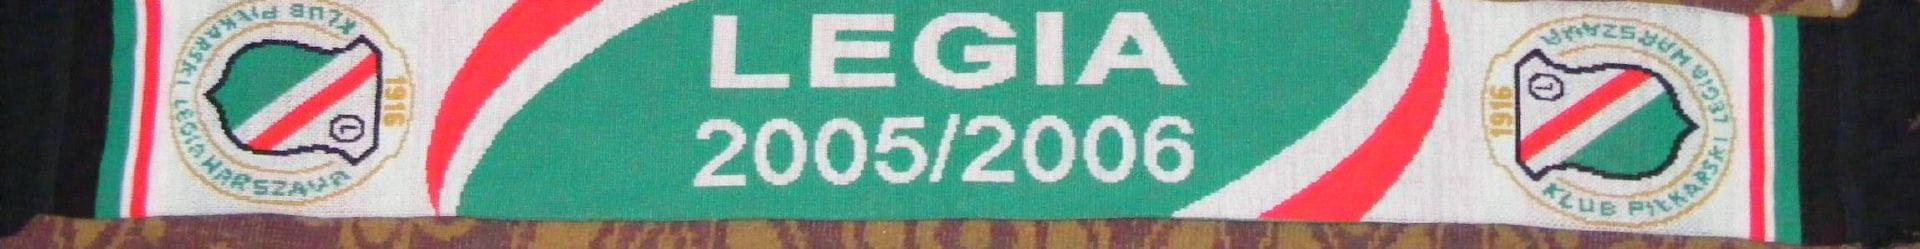 KLUB PIŁKARSKI LEGIA WARSZAWA
1916
L
LEGIA
2005/2006
KLUB PIŁKARSKI LEGIA WARSZAWA
1916
L